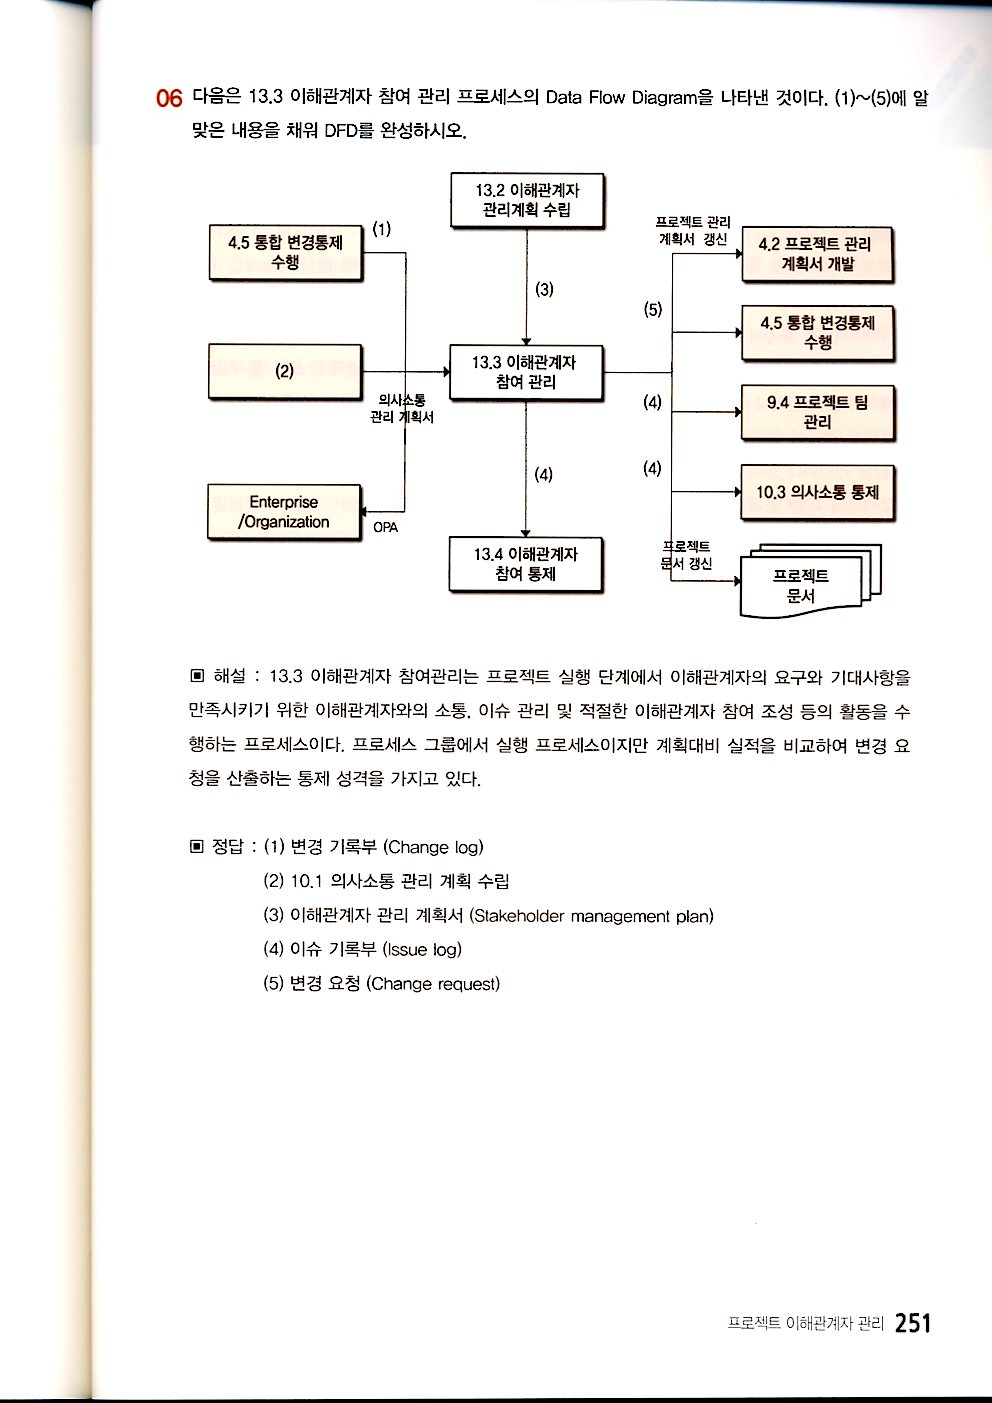 06 다음은 13.3 이해관계자 참여 관리 프로세스의 Data Flow Diagram을 나타낸 것이다. (1)~(5)에 알
맞은 내용을 채워 DFD를 완성하시오.
13.2 이해관계자
관리계획 수립
4.5 통합 변경통제
수행
(1)
프로젝트 관리
계획서 갱신
4.2 프로젝트 관리
계획서 개발
(3)
(5)
4.5 통합 변경통제
수행
(2)
13.3 이해관계자
참여 관리
의사소통
관리 계획서
(4)
9.4 프로젝트 팀
관리
(4)
(4)
10.3 의사소통 통제
Enterprise
/Organization
OPA
13.4 이해관계자
참여 통제
프로젝트
문서 갱신
프로젝트
문서
▣ 해설 : 13.3 이해관계자 참여관리는 프로젝트 실행 단계에서 이해관계자의 요구와 기대사항을
만족시키기 위한 이해관계자와의 소통, 이슈 관리 및 적절한 이해관계자 참여 조성 등의 활동을 수
행하는 프로세스이다. 프로세스 그룹에서 실행 프로세스이지만 계획대비 실적을 비교하여 변경 요
청을 산출하는 통제 성격을 가지고 있다.
▣ 정답 : (1) 변경 기록부 (Change log)
(2) 10.1 의사소통 관리 계획 수립
(3) 이해관계자 관리 계획서 (Stakeholder management plan)
(4) 이슈 기록부 (Issue log)
(5) 변경 요청 (Change request)
프로젝트 이해관계자 관리 251